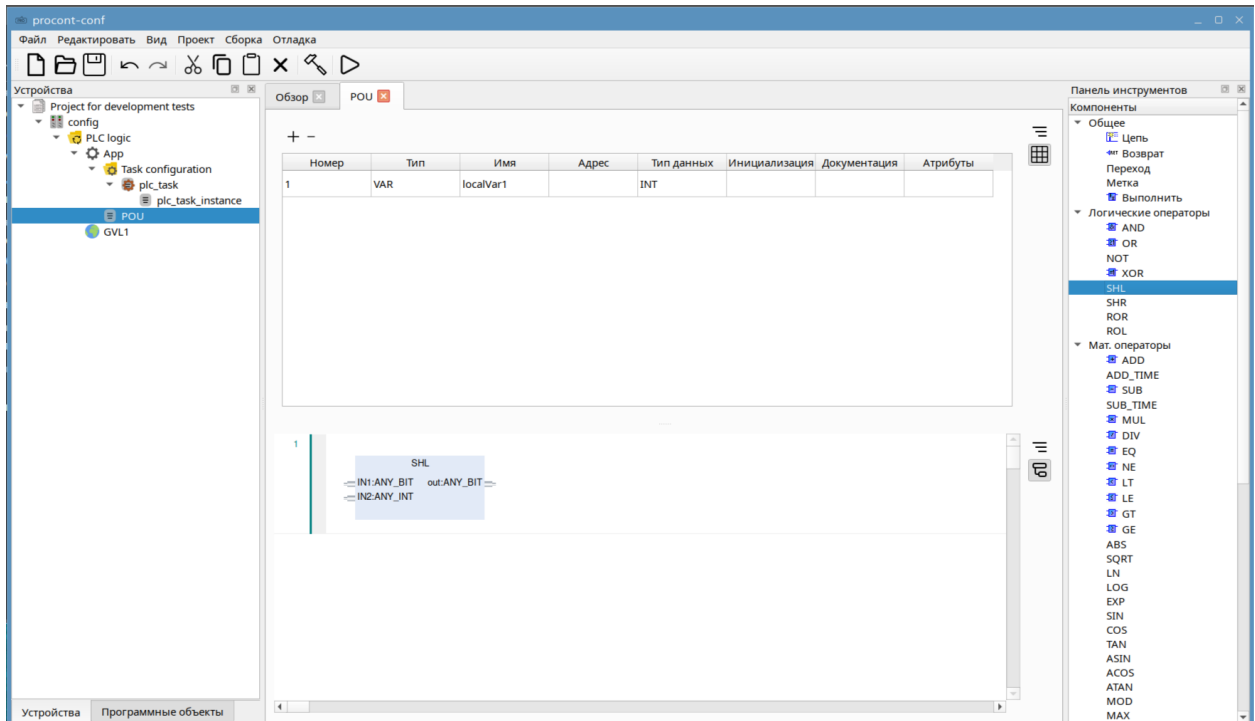 procont-conf
Файл Редактировать Вид Проект Сборка Отладка
Устройства
Project for development tests
config
PLC logic
App
Task configuration
plc_task
plc_task_instance
POU
GVL1
Устройства Программные объекты
Обзор POU
+ −
Номер Тип Имя Адрес Тип данных Инициализация Документация Атрибуты
1 VAR localVar1 INT
1
SHL
IN1:ANY_BIT out:ANY_BIT
IN2:ANY_INT
Панель инструментов
Компоненты
Общее
Цепь
Возврат
Переход
Метка
Выполнить
Логические операторы
AND
OR
NOT
XOR
SHL
SHR
ROR
ROL
Мат. операторы
ADD
ADD_TIME
SUB
SUB_TIME
MUL
DIV
EQ
NE
LT
LE
GT
GE
ABS
SQRT
LN
LOG
EXP
SIN
COS
TAN
ASIN
ACOS
ATAN
MOD
MAX